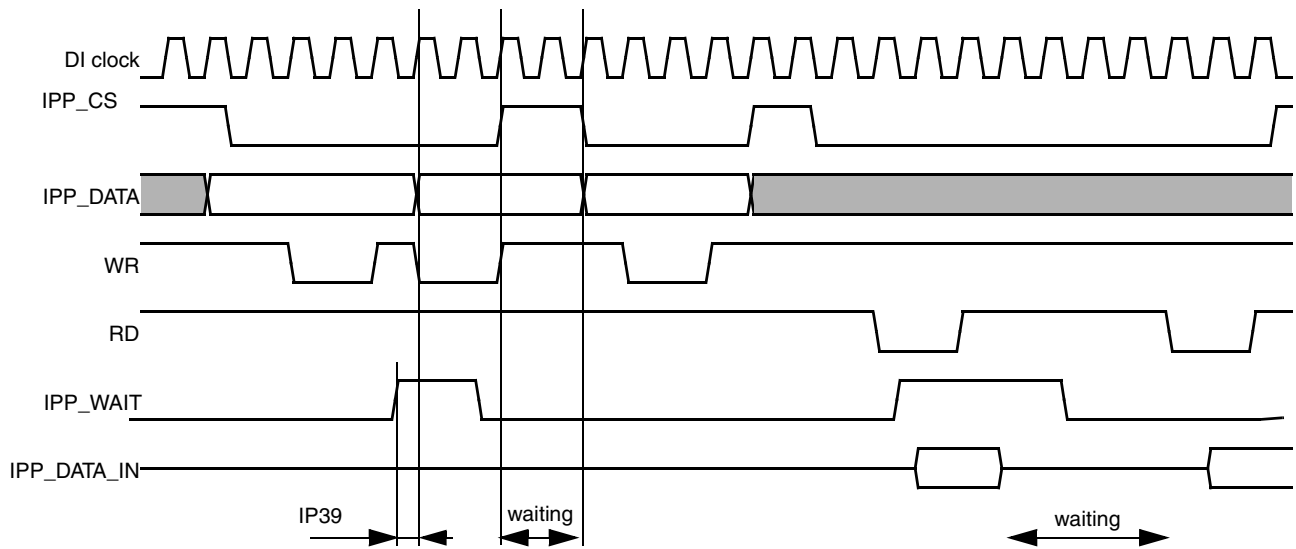 DI clock
IPP_CS
IPP_DATA
WR
RD
IPP_WAIT
IPP_DATA_IN
IP39
waiting
waiting